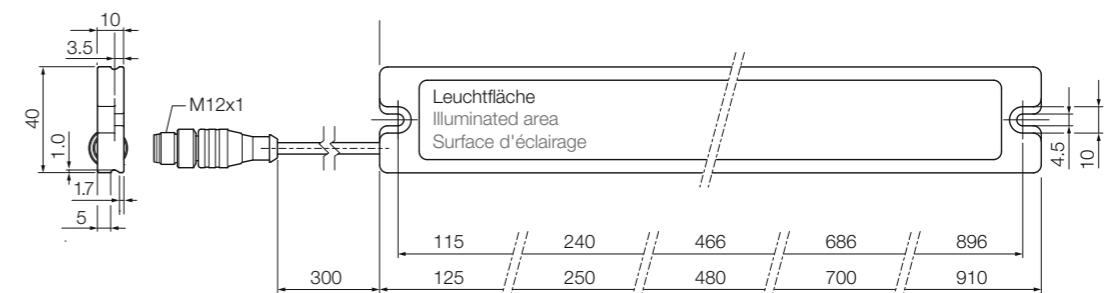 10
3.5
40
1.0
1.7
5
M12x1
Leuchtfläche
Illuminated area
Surface d'éclairage
4.5
10
115 240 466 686 896
300 125 250 480 700 910